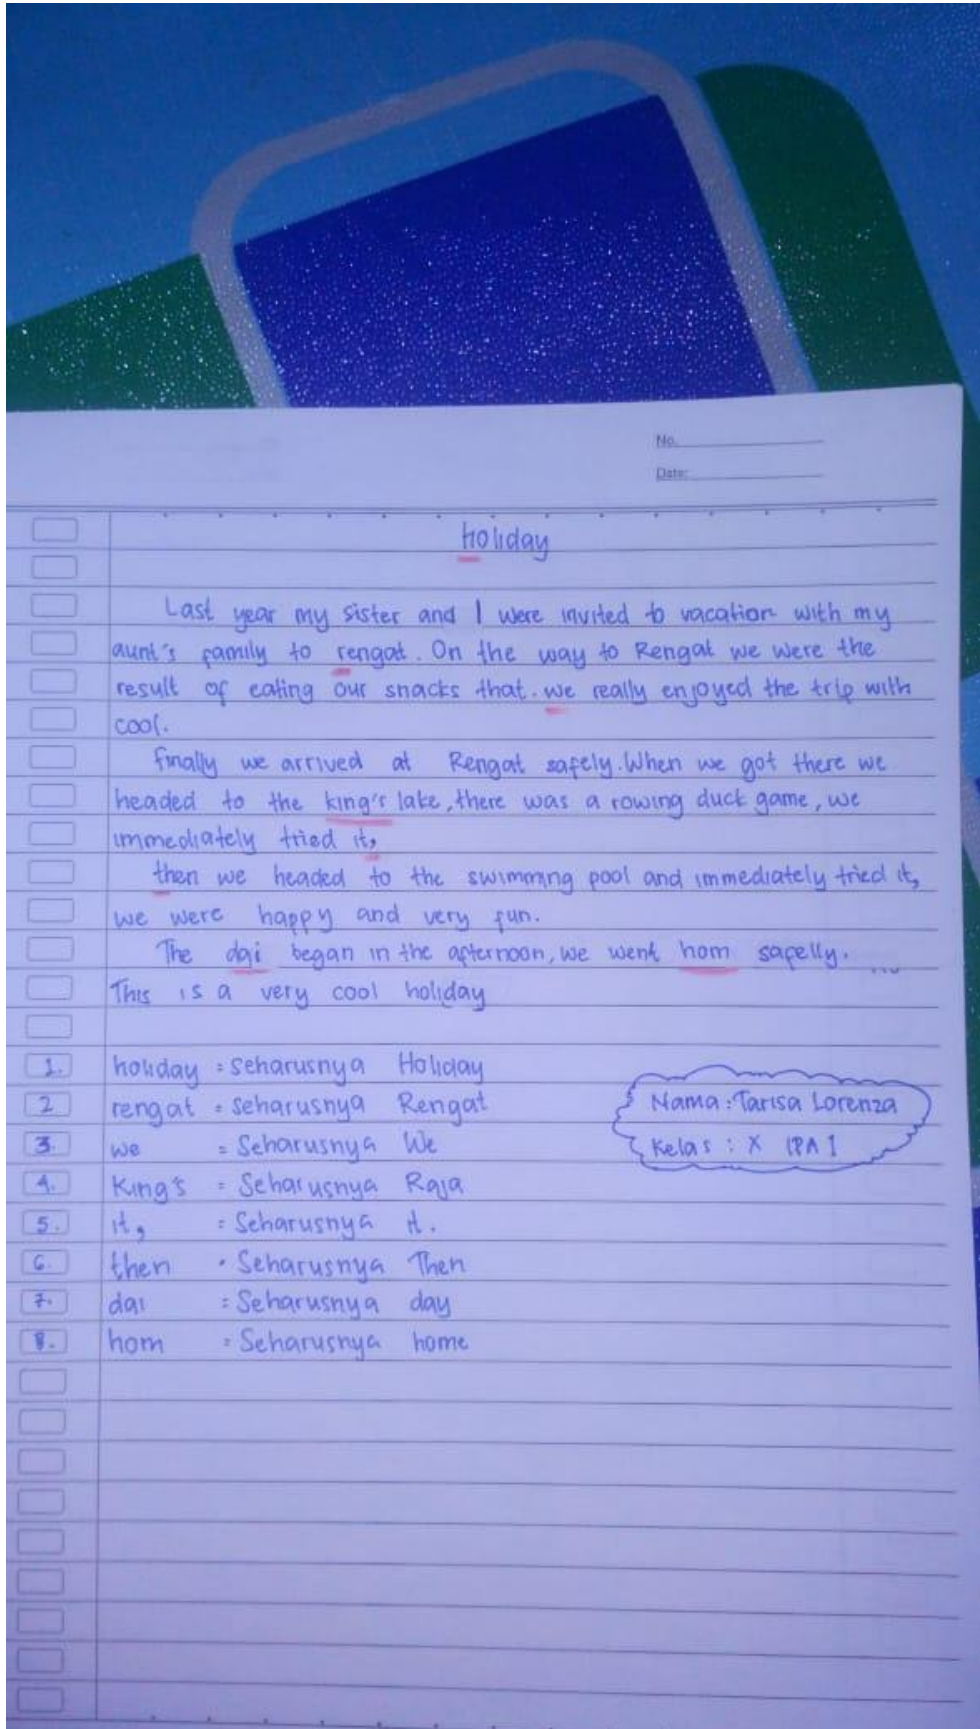 No.
Date:
holiday
Last year my sister and I were invited to vacation with my
aunt's family to rengat. On the way to Rengat we were the
result of eating our snacks that. we really enjoyed the trip with
cool.
finally we arrived at Rengat safely. When we got there we
headed to the king's lake, there was a rowing duck game, we
immediately tried it,
then we headed to the swimming pool and immediately tried it,
we were happy and very fun.
The dai began in the afternoon, we went hom safelly.
This is a very cool holiday
1. holiday = seharusnya Holiday
2 rengat = seharusnya Rengat
3. we = Seharusnya We
4. King's = Seharusnya Raja
5. it, = Seharusnya it.
6. then = Seharusnya Then
7. dai = Seharusnya day
8. hom = Seharusnya home
Nama : Tarisa Lorenza
Kelas : X IPA 1